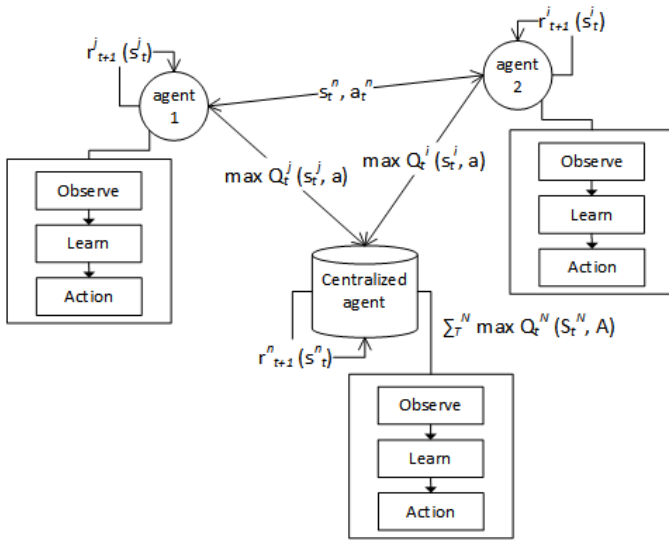 r^j_{t+1} (s^j_t)
agent
1
r^i_{t+1} (s^i_t)
agent
2
s_t^n, a_t^n
max Q_t^j (s_t^j, a)
max Q_t^i (s_t^i, a)
Observe
Learn
Action
Observe
Learn
Action
Centralized
agent
r^n_{t+1} (s^n_t)
∑_T^N max Q_t^N (S_t^N, A)
Observe
Learn
Action